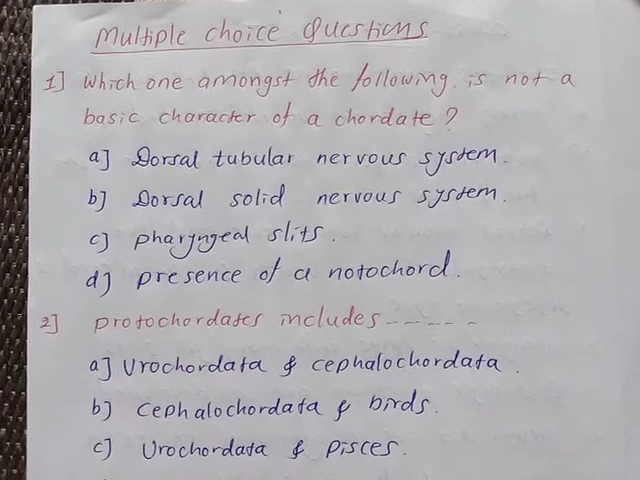 Multiple choice Questions
1] Which one amongst the following is not a
basic character of a chordate?
a] Dorsal tubular nervous system.
b] Dorsal solid nervous system.
c] pharyngeal slits.
d] presence of a notochord.
2] protochordates includes-----
a] Urochordata & cephalochordata.
b] cephalochordata & birds.
c] Urochordata & pisces.